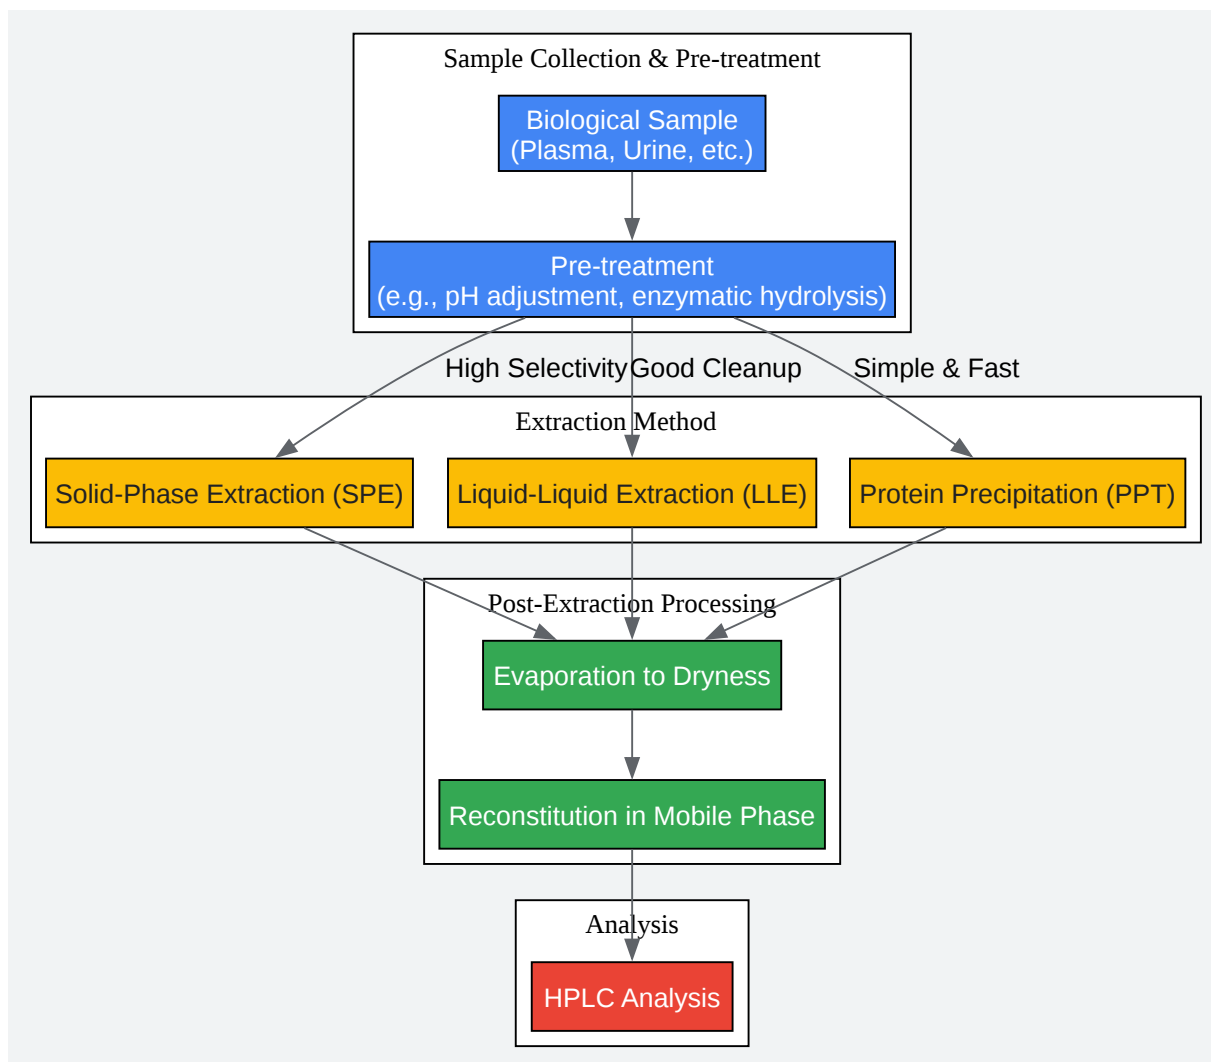 Sample Collection & Pre-treatment
Biological Sample
(Plasma, Urine, etc.)
Pre-treatment
(e.g., pH adjustment, enzymatic hydrolysis)
High Selectivity
Good Cleanup
Simple & Fast
Extraction Method
Solid-Phase Extraction (SPE)
Liquid-Liquid Extraction (LLE)
Protein Precipitation (PPT)
Post-Extraction Processing
Evaporation to Dryness
Reconstitution in Mobile Phase
Analysis
HPLC Analysis